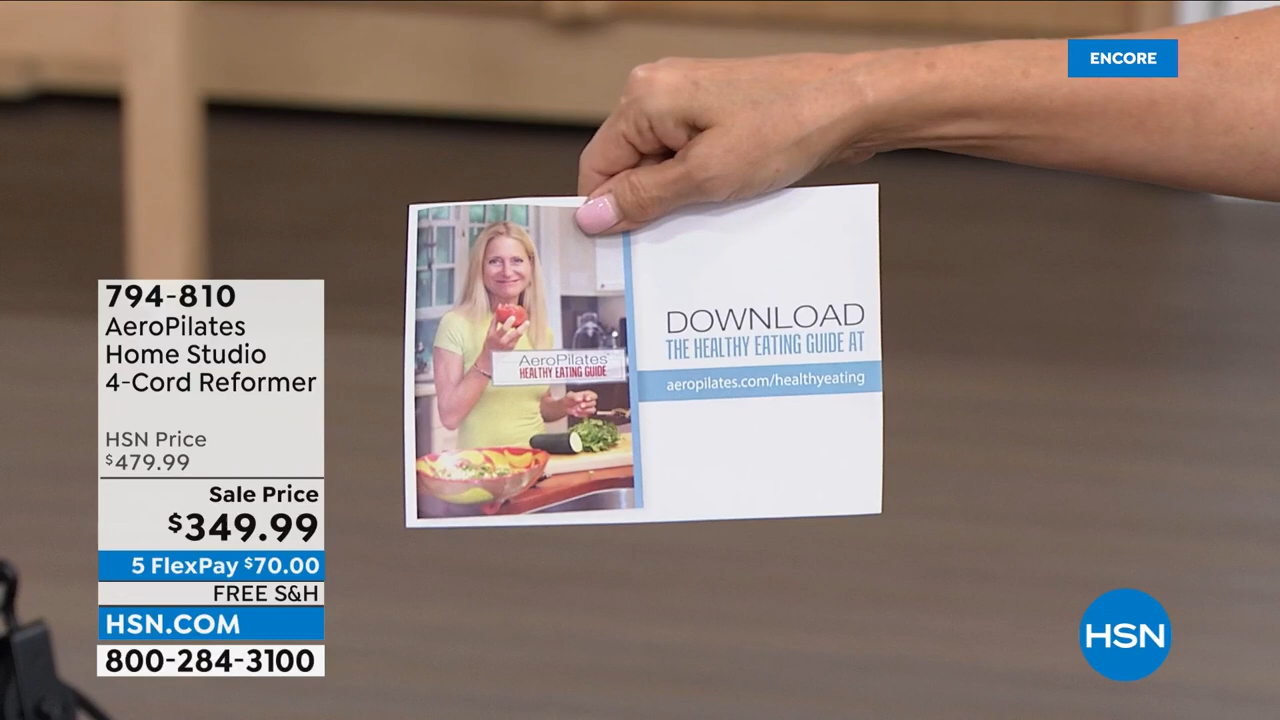 ENCORE
794-810
AeroPilates
Home Studio
4-Cord Reformer
HSN Price
$479.99
Sale Price
$349.99
5 FlexPay $70.00
FREE S&H
HSN.COM
800-284-3100
AeroPilates
HEALTHY EATING GUIDE
DOWNLOAD
THE HEALTHY EATING GUIDE AT
aeropilates.com/healthyeating
HSN